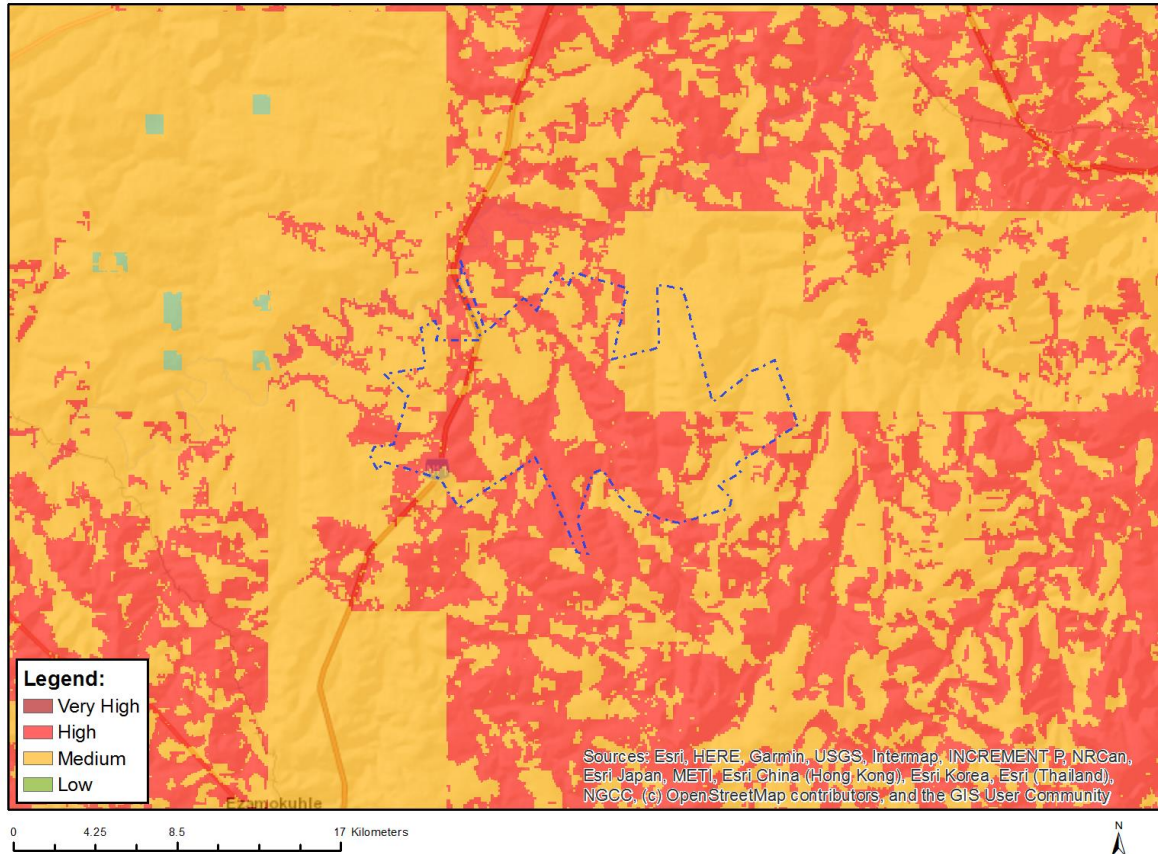 Legend:
Very High
High
Medium
Low
Ezamokuhle
Sources: Esri, HERE, Garmin, USGS, Intermap, INCREMENT P, NRCan,
Esri Japan, METI, Esri China (Hong Kong), Esri Korea, Esri (Thailand),
NGCC, (c) OpenStreetMap contributors, and the GIS User Community
0 4.25 8.5 17 Kilometers
N